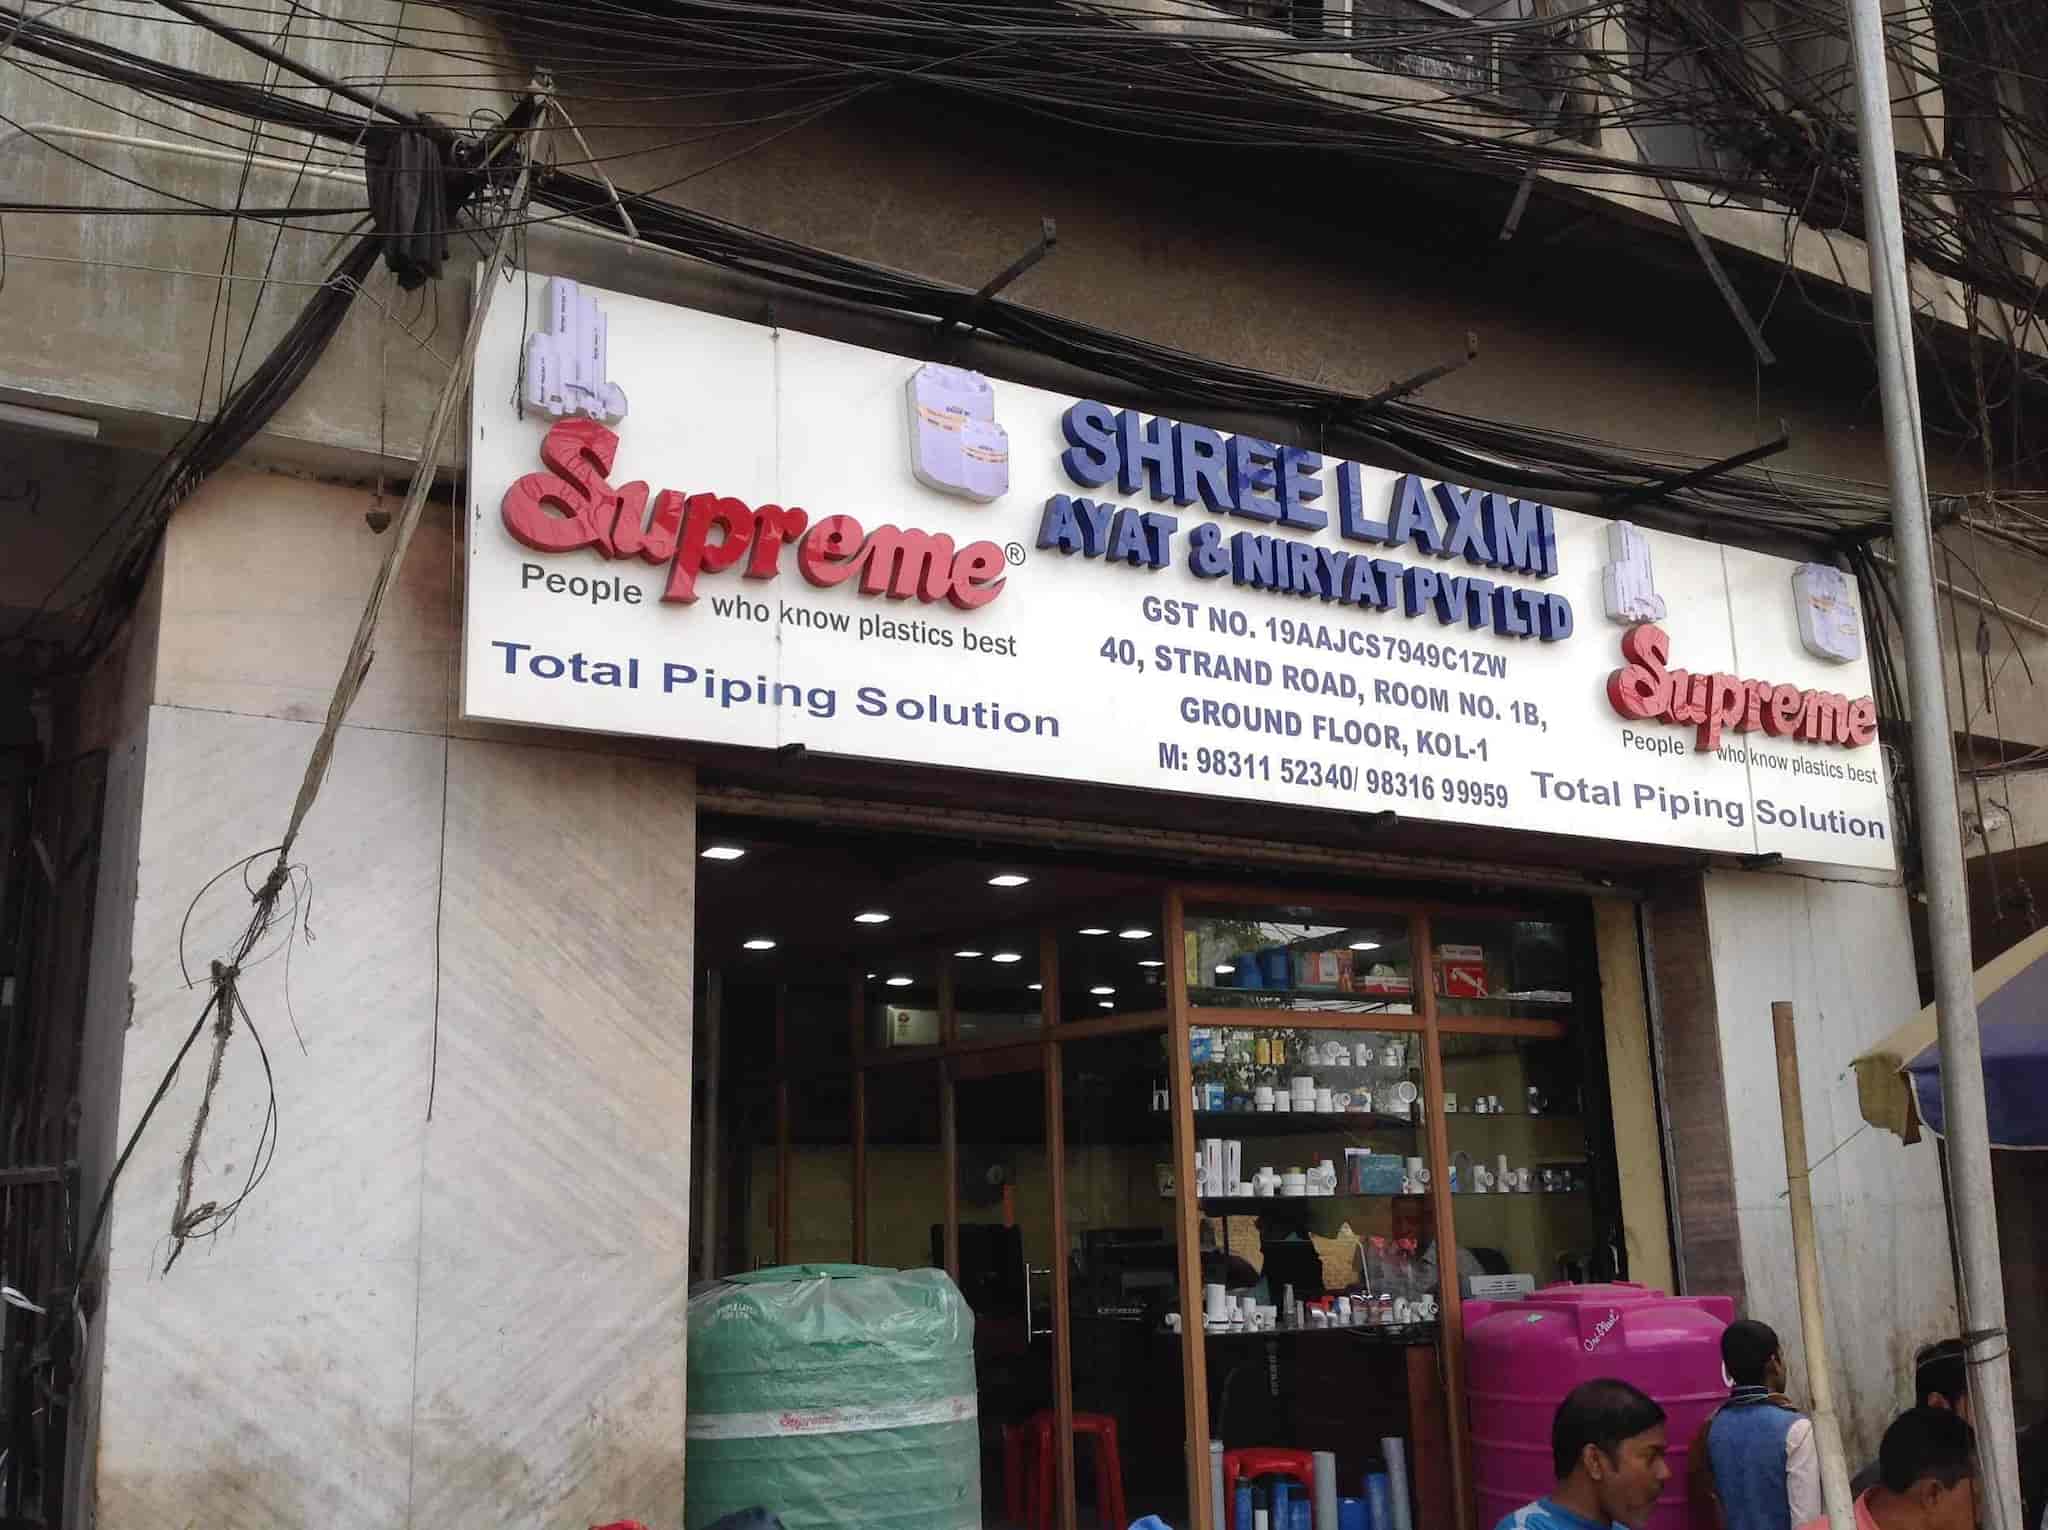 Supreme®
People who know plastics best
Total Piping Solution
SHREE LAXMI
AYAT & NIRYAT PVT LTD
GST NO. 19AAJCS7949C1ZW
40, STRAND ROAD, ROOM NO. 1B,
GROUND FLOOR, KOL-1
M: 98311 52340/ 98316 99959
Supreme
People who know plastics best
Total Piping Solution
Supreme